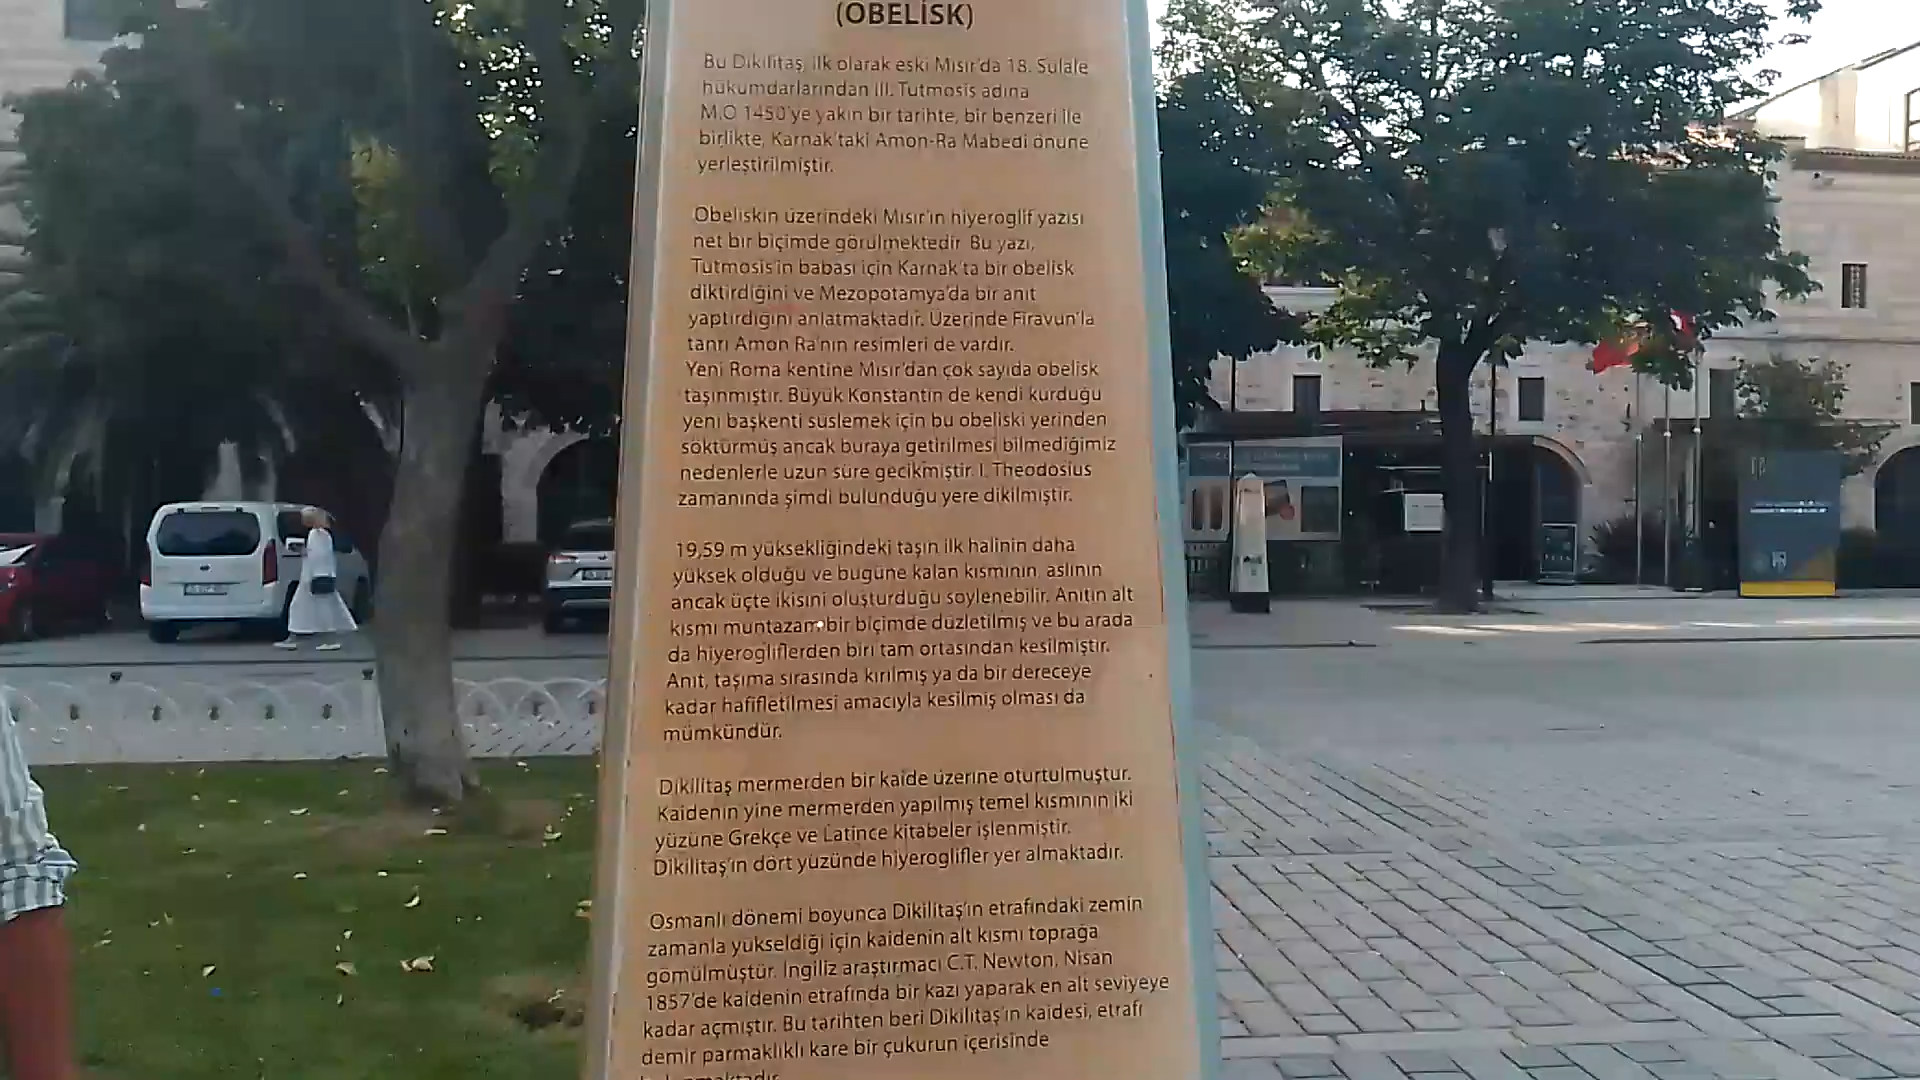 (OBELİSK)
Bu Dikilitaş, ilk olarak eski Mısır'da 18. Sülale
hükümdarlarından III. Tutmosis adına
M.Ö 1450'ye yakın bir tarihte, bir benzeri ile
birlikte, Karnak'taki Amon-Ra Mabedi önüne
yerleştirilmiştir.
Obeliskin üzerindeki Mısır'ın hiyeroglif yazısı
net bir biçimde görülmektedir. Bu yazı,
Tutmosis'in babası için Karnak'ta bir obelisk
diktirdiğini ve Mezopotamya'da bir anıt
yaptırdığını anlatmaktadır. Üzerinde Firavun'la
tanrı Amon Ra'nın resimleri de vardır.
Yeni Roma kentine Mısır'dan çok sayıda obelisk
taşınmıştır. Büyük Konstantin de kendi kurduğu
yeni başkenti süslemek için bu obeliski yerinden
söktürmüş ancak buraya getirilmesi bilmediğimiz
nedenlerle uzun süre gecikmiştir. I. Theodosius
zamanında şimdi bulunduğu yere dikilmiştir.
19,59 m yüksekliğindeki taşın ilk halinin daha
yüksek olduğu ve bugüne kalan kısmının, aslının
ancak üçte ikisini oluşturduğu söylenebilir. Anıtın alt
kısmı muntazam bir biçimde düzletilmiş ve bu arada
da hiyerogliflerden biri tam ortasından kesilmiştir.
Anıt, taşıma sırasında kırılmış ya da bir dereceye
kadar hafifletilmesi amacıyla kesilmiş olması da
mümkündür.
Dikilitaş mermerden bir kaide üzerine oturtulmuştur.
Kaidenin yine mermerden yapılmış temel kısmının iki
yüzüne Grekçe ve Latince kitabeler işlenmiştir.
Dikilitaş'ın dört yüzünde hiyeroglifler yer almaktadır.
Osmanlı dönemi boyunca Dikilitaş'ın etrafındaki zemin
zamanla yükseldiği için kaidenin alt kısmı toprağa
gömülmüştür. İngiliz araştırmacı C.T. Newton, Nisan
1857'de kaidenin etrafında bir kazı yaparak en alt seviyeye
kadar açmıştır. Bu tarihten beri Dikilitaş'ın kaidesi, etrafı
demir parmaklıklı kare bir çukurun içerisinde